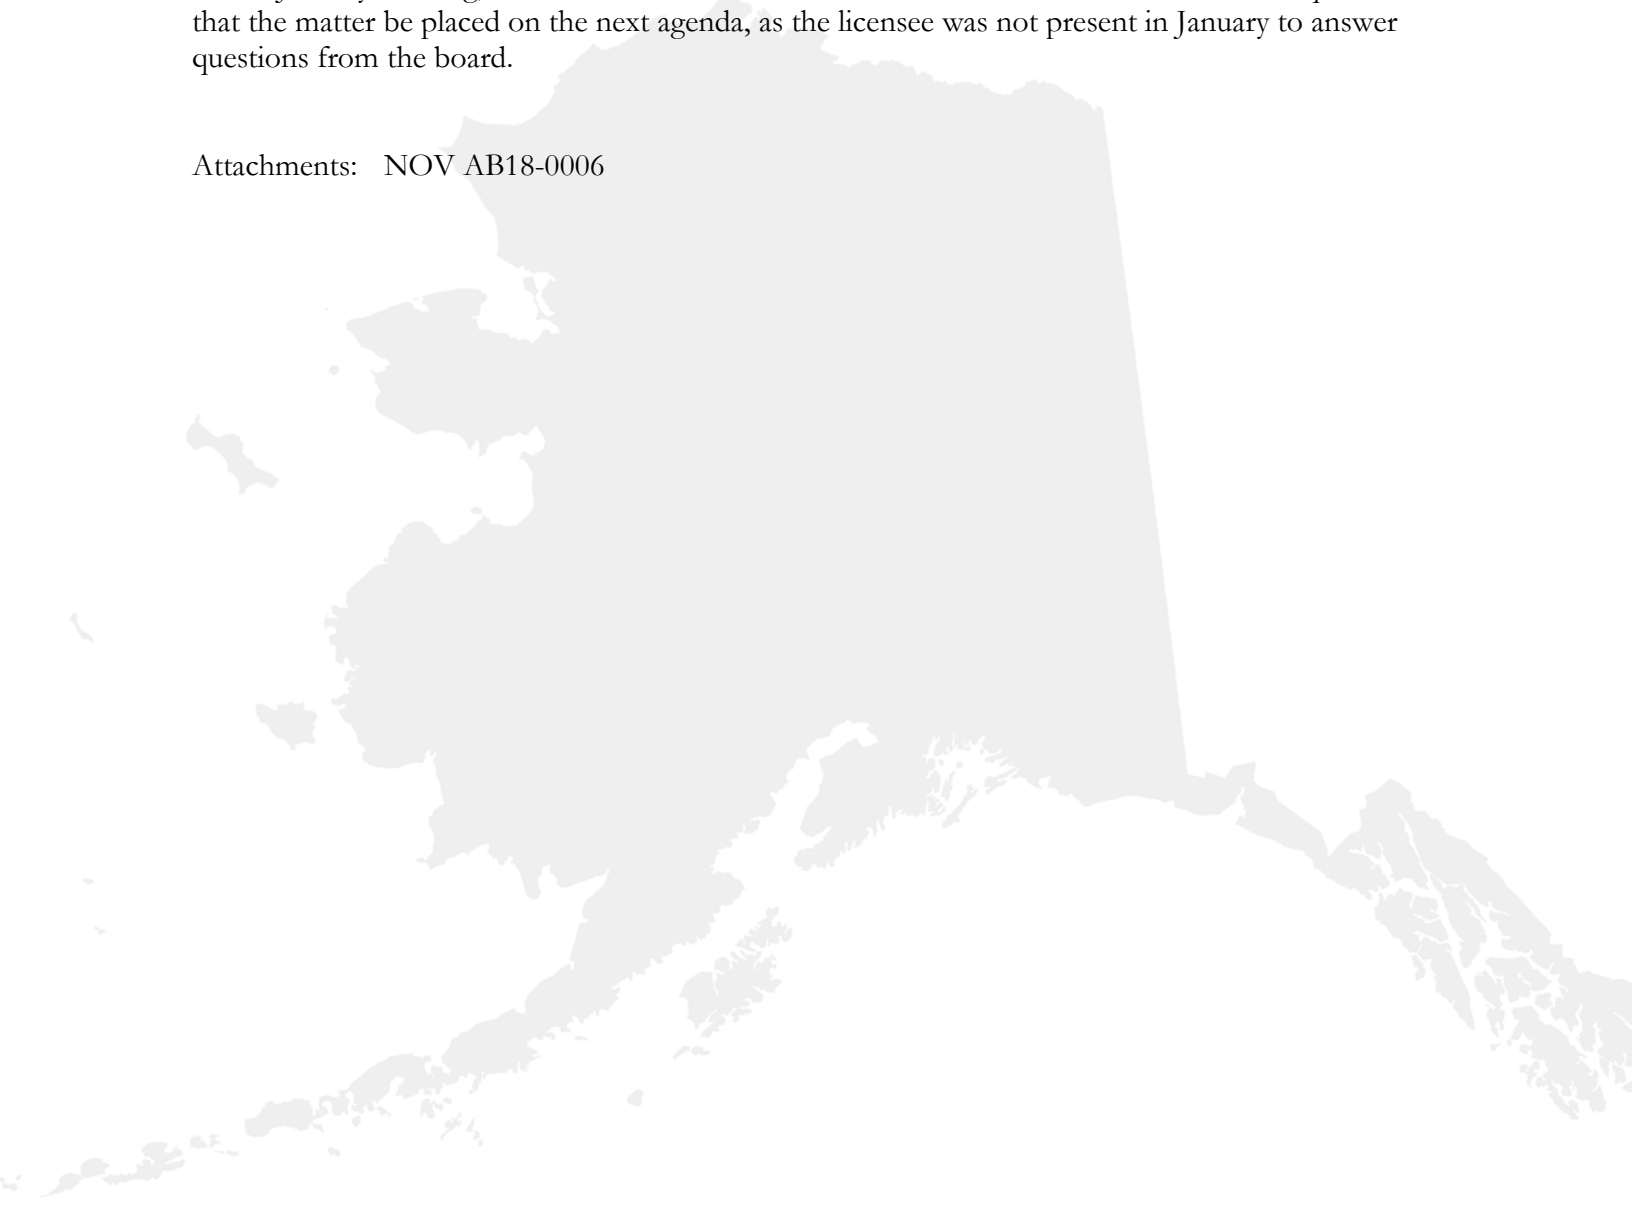 that the matter be placed on the next agenda, as the licensee was not present in January to answer
questions from the board.
Attachments: NOV AB18-0006